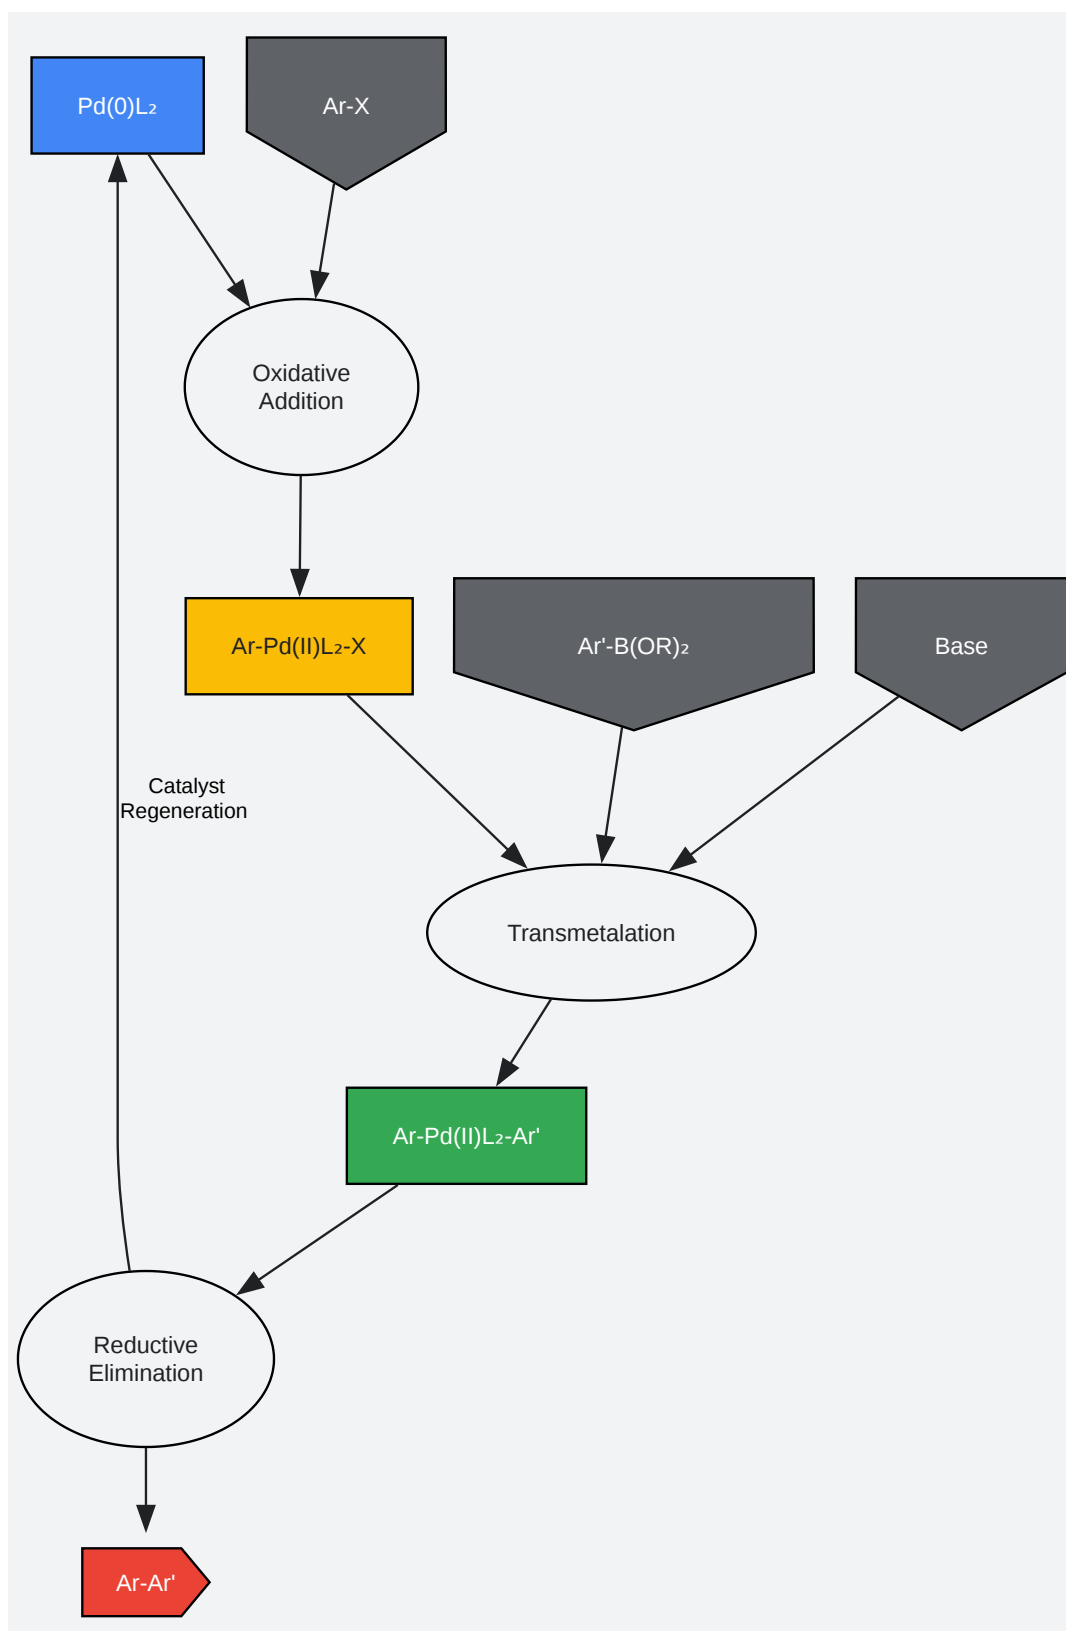 Pd(0)L₂
Ar-X
Oxidative
Addition
Ar-Pd(II)L₂-X
Ar'-B(OR)₂
Base
Catalyst
Regeneration
Transmetalation
Ar-Pd(II)L₂-Ar'
Reductive
Elimination
Ar-Ar'